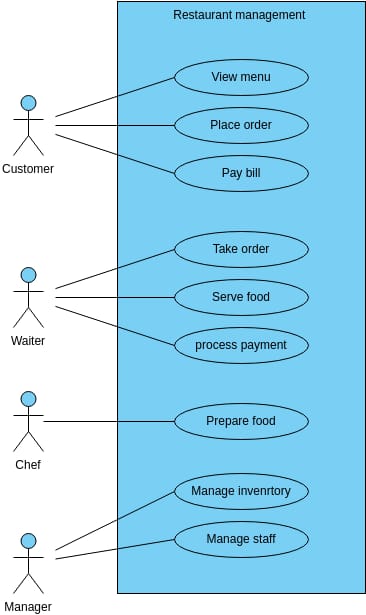 Restaurant management
View menu
Place order
Pay bill
Customer
Take order
Serve food
process payment
Waiter
Prepare food
Chef
Manage invenrtory
Manage staff
Manager